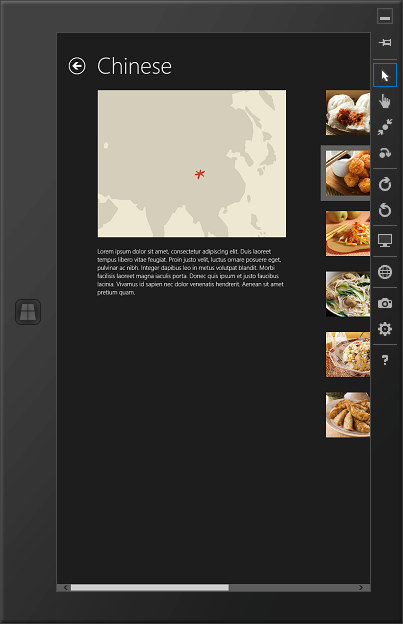 Chinese
Lorem ipsum dolor sit amet, consectetur adipiscing elit. Duis laoreet
tempus libero vitae feugiat. Proin justo velit, luctus ornare posuere eget,
pulvinar ac nibh. Integer dapibus leo in metus volutpat blandit. Morbi
facilisis laoreet magna iaculis porta. Donec quis ipsum et justo faucibus
lacinia. Vivamus id sapien nec dolor venenatis hendrerit. Aenean sit amet
pretium quam.
?